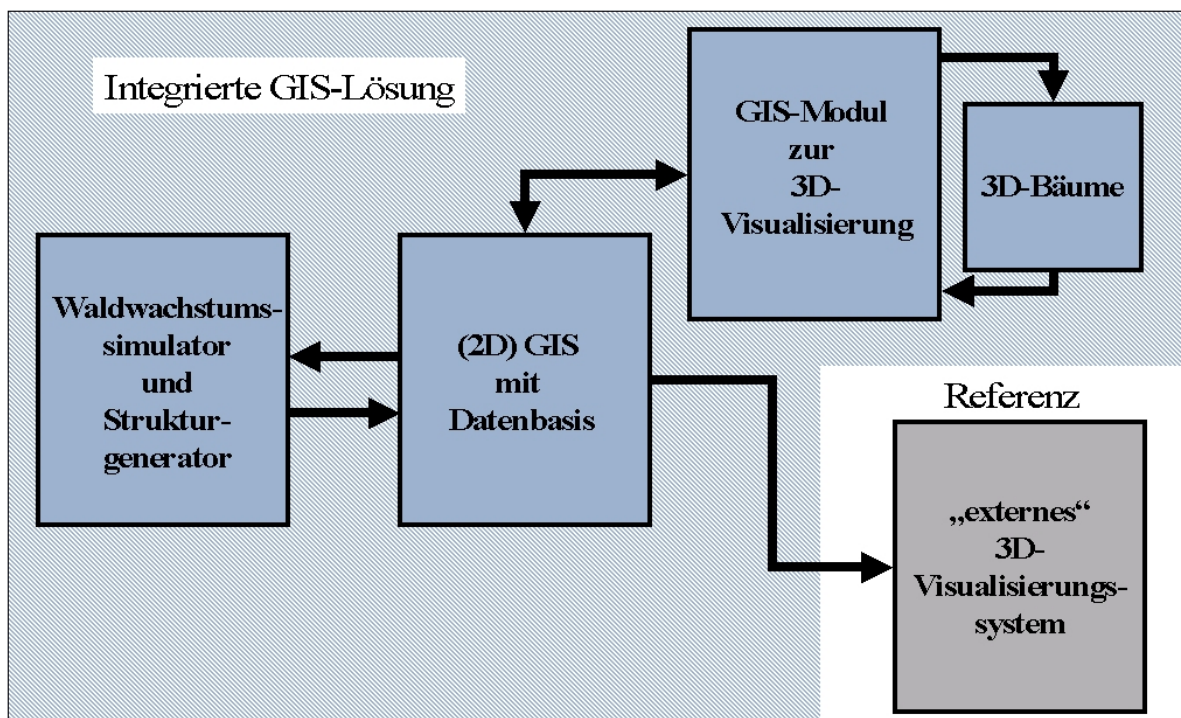 Integrierte GIS-Lösung
GIS-Modul
zur
3D-
Visualisierung
3D-Bäume
Waldwachstums-
simulator
und
Struktur-
generator
(2D) GIS
mit
Datenbasis
Referenz
„externes“
3D-
Visualisierungs-
system